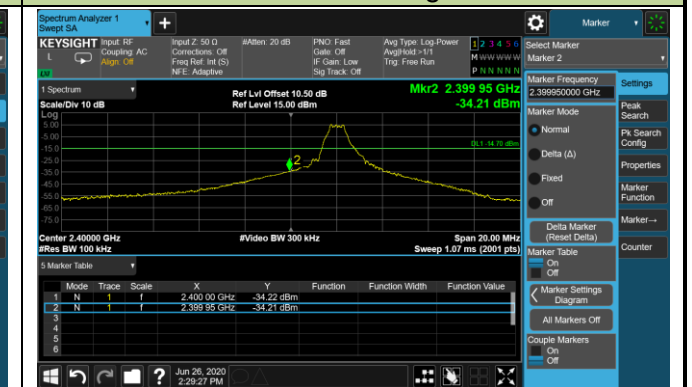 Spectrum Analyzer 1
Swept SA
Marker
KEYSIGHT
L
Input: RF
Coupling: AC
Align: Off
Input Z: 50 Ω
Corrections: Off
Freq Ref: Int (S)
NFE: Adaptive
#Atten: 20 dB
PNO: Fast
Gate: Off
IF Gain: Low
Sig Track: Off
Avg Type: Log-Power
Avg|Hold:>1/1
Trig: Free Run
1 2 3 4 5 6
M W W W W W
P N N N N N
Select Marker
Marker 2
1 Spectrum
Scale/Div 10 dB
Log
Ref Lvl Offset 10.50 dB
Ref Level 15.00 dBm
Mkr2 2.399 95 GHz
-34.21 dBm
5.00
-5.00
-15.0
-25.0
-35.0
-45.0
-55.0
-65.0
-75.0
DL1 -14.70 dBm
2
Center 2.40000 GHz
#Res BW 100 kHz
#Video BW 300 kHz
Span 20.00 MHz
Sweep 1.07 ms (2001 pts)
5 Marker Table
Mode Trace Scale X Y Function Function Width Function Value
1 N 1 f 2.400 00 GHz -34.22 dBm
2 N 1 f 2.399 95 GHz -34.21 dBm
3
4
5
6
Marker Frequency
2.399950000 GHz
Marker Mode
Normal
Delta (Δ)
Fixed
Off
Delta Marker
(Reset Delta)
Marker Table
On
Off
Marker Settings
Diagram
All Markers Off
Couple Markers
On
Off
Settings
Peak
Search
Pk Search
Config
Properties
Marker
Function
Marker→
Counter
?
Jun 26, 2020
2:29:27 PM